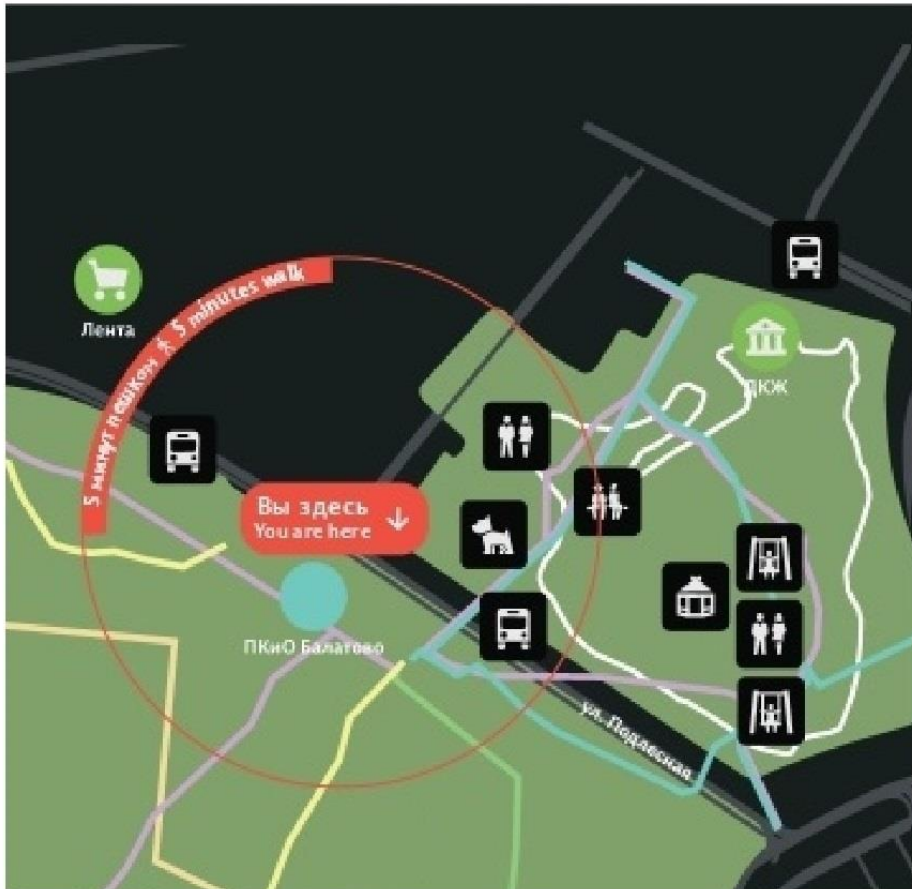 5 минут пешком 5 minutes walk
Лента
Вы здесь
You are here
ПКиО Балатово
ДКЖ
ул. Подлесная